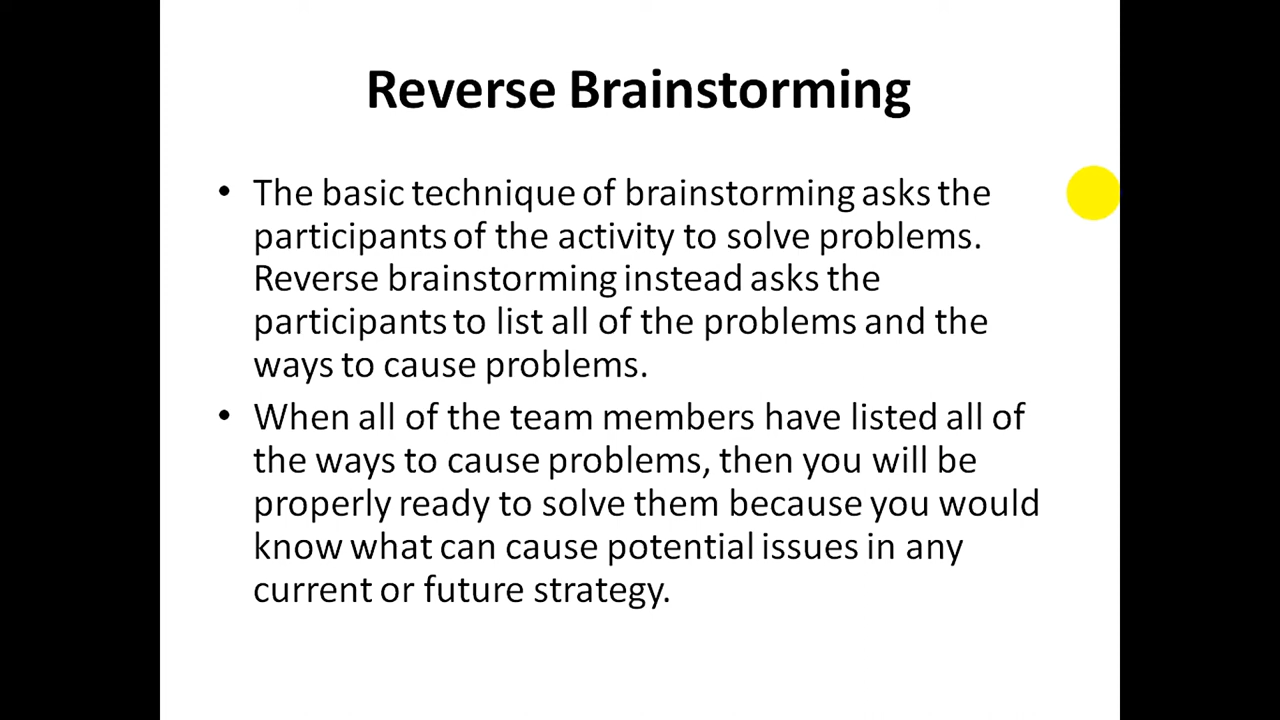 Reverse Brainstorming
• The basic technique of brainstorming asks the
participants of the activity to solve problems.
Reverse brainstorming instead asks the
participants to list all of the problems and the
ways to cause problems.
• When all of the team members have listed all of
the ways to cause problems, then you will be
properly ready to solve them because you would
know what can cause potential issues in any
current or future strategy.